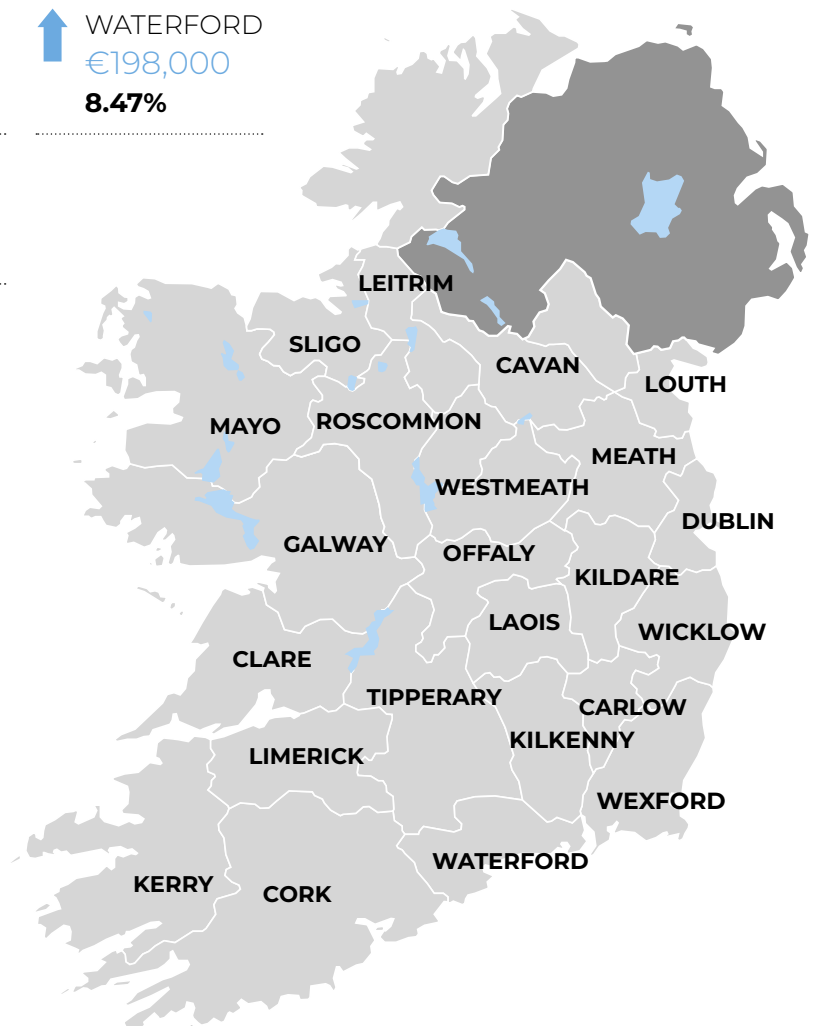 WATERFORD
€198,000
8.47%
LEITRIM
SLIGO
CAVAN
LOUTH
MAYO
ROSCOMMON
MEATH
WESTMEATH
DUBLIN
GALWAY
OFFALY
KILDARE
LAOIS
WICKLOW
CLARE
TIPPERARY
CARLOW
KILKENNY
LIMERICK
WEXFORD
WATERFORD
KERRY
CORK